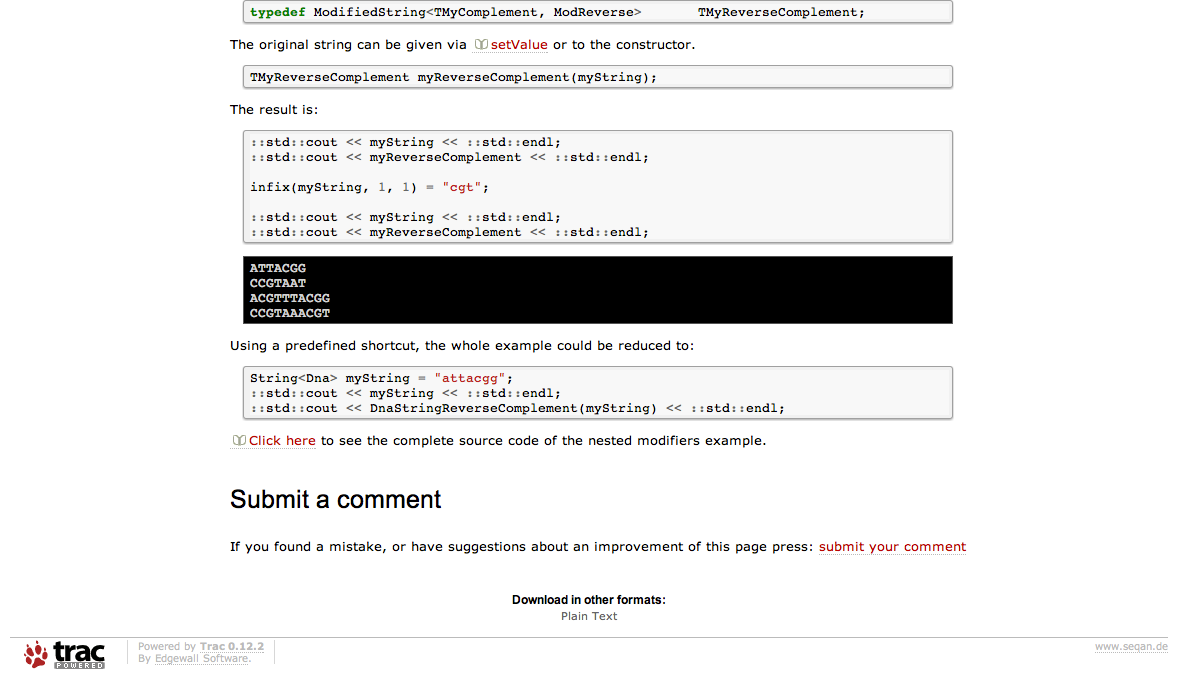 typedef ModifiedString<TMyComplement, ModReverse>       TMyReverseComplement;
The original string can be given via setValue or to the constructor.
TMyReverseComplement myReverseComplement(myString);
The result is:
::std::cout << myString << ::std::endl;
::std::cout << myReverseComplement << ::std::endl;
infix(myString, 1, 1) = "cgt";
::std::cout << myString << ::std::endl;
::std::cout << myReverseComplement << ::std::endl;
ATTACGG
CCGTAAT
ACGTTTACGG
CCGTAAACGT
Using a predefined shortcut, the whole example could be reduced to:
String<Dna> myString = "attacgg";
::std::cout << myString << ::std::endl;
::std::cout << DnaStringReverseComplement(myString) << ::std::endl;
Click here to see the complete source code of the nested modifiers example.
Submit a comment
If you found a mistake, or have suggestions about an improvement of this page press: submit your comment
Download in other formats:
Plain Text
trac
POWERED
Powered by Trac 0.12.2
By Edgewall Software.
www.seqan.de